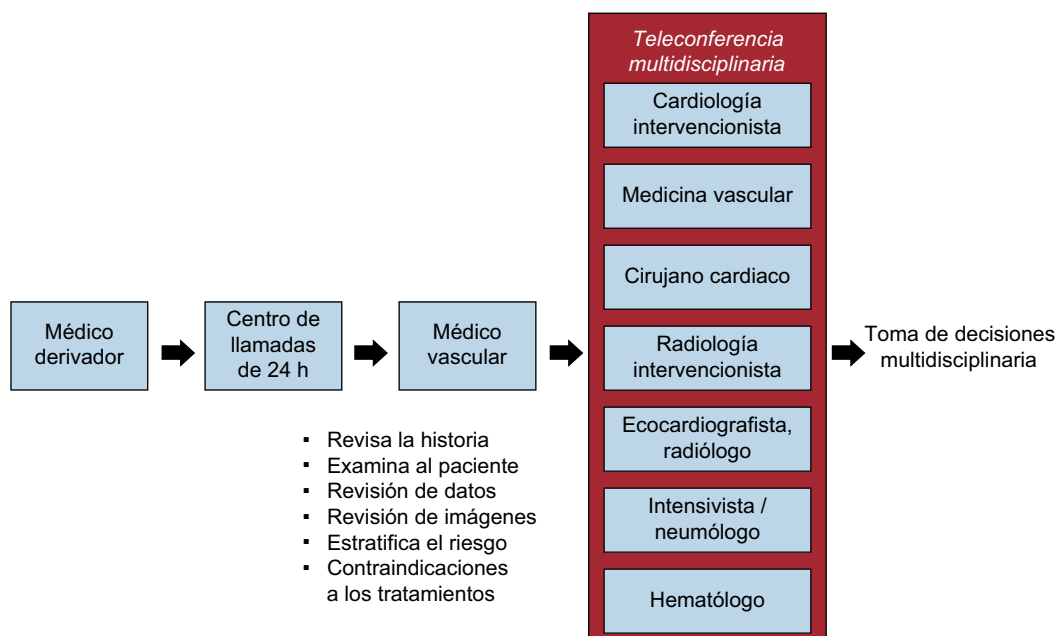 Médico
derivador
Centro de
llamadas
de 24 h
Médico
vascular
▪ Revisa la historia
▪ Examina al paciente
▪ Revisión de datos
▪ Revisión de imágenes
▪ Estratifica el riesgo
▪ Contraindicaciones
a los tratamientos
Teleconferencia
multidisciplinaria
Cardiología
intervencionista
Medicina vascular
Cirujano cardiaco
Radiología
intervencionista
Ecocardiografista,
radiólogo
Intensivista /
neumólogo
Hematólogo
Toma de decisiones
multidisciplinaria